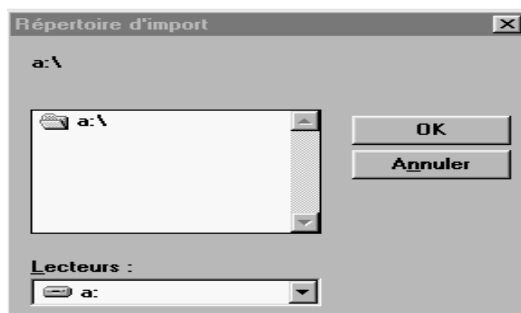 Répertoire d'import
a:\
a:\
OK
Annuler
Lecteurs :
a: